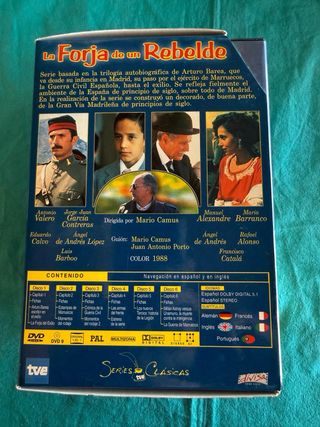 La Forja de un Rebelde
Serie basada en la trilogía autobiográfica de Arturo Barea, que
va desde su infancia en Madrid, su paso por el ejército de Marruecos,
la Guerra Civil Española, hasta el exilio. Se refleja fielmente el
ambiente de la España de principios de siglo, sobre todo de Madrid.
En la realización de la serie se construyó un decorado, de buena parte,
de la Gran Vía Madrileña de principios de siglo.
Antonio Valero
Jorge Juan García Contreras
Dirigida por Mario Camus
Manuel Alexandre
Mario Barranco
Eduardo Calvo
Ángel de Andrés López
Luis Barboo
Guión: Mario Camus
Juan Antonio Porto
COLOR 1988
Ángel de Andrés
Rafael Alonso
Francisco Catalá
CONTENIDO
Navegación en español y en inglés
Disco 1
Disco 2
Disco 3
Disco 4
Disco 5
Disco 6
Español DOLBY DIGITAL 5.1
Español STEREO
Alemán
Francés
Inglés
Italiano
Portugués
DVD
DVD 9
PAL
MULTIZONA
DOLBY DIGITAL
tve
SERIES CLÁSICAS